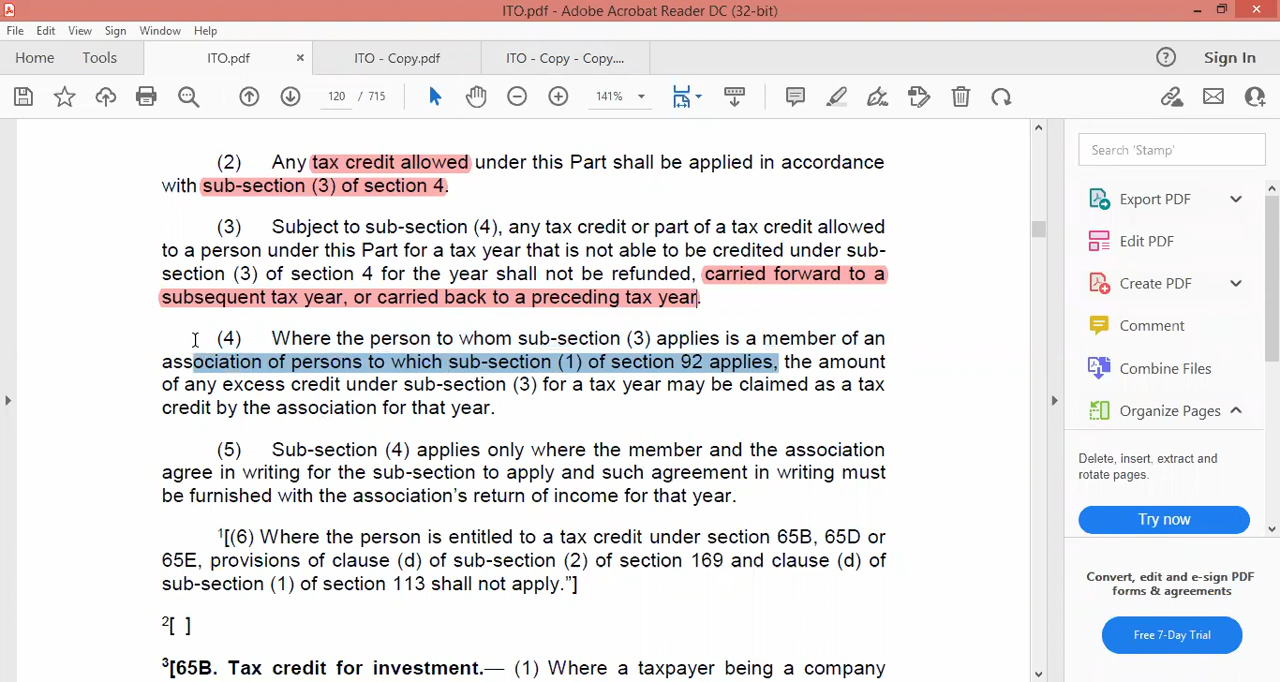 ITO.pdf - Adobe Acrobat Reader DC (32-bit)
File Edit View Sign Window Help
Home Tools ITO.pdf × ITO - Copy.pdf ITO - Copy - Copy.... ? Sign In
120 / 715 141%
(2) Any tax credit allowed under this Part shall be applied in accordance
with sub-section (3) of section 4.
(3) Subject to sub-section (4), any tax credit or part of a tax credit allowed
to a person under this Part for a tax year that is not able to be credited under sub-
section (3) of section 4 for the year shall not be refunded, carried forward to a
subsequent tax year, or carried back to a preceding tax year.
(4) Where the person to whom sub-section (3) applies is a member of an
association of persons to which sub-section (1) of section 92 applies, the amount
of any excess credit under sub-section (3) for a tax year may be claimed as a tax
credit by the association for that year.
(5) Sub-section (4) applies only where the member and the association
agree in writing for the sub-section to apply and such agreement in writing must
be furnished with the association's return of income for that year.
1[(6) Where the person is entitled to a tax credit under section 65B, 65D or
65E, provisions of clause (d) of sub-section (2) of section 169 and clause (d) of
sub-section (1) of section 113 shall not apply.”]
2[ ]
3[65B. Tax credit for investment.— (1) Where a taxpayer being a company
Search 'Stamp'
Export PDF
Edit PDF
Create PDF
Comment
Combine Files
Organize Pages
Delete, insert, extract and
rotate pages.
Try now
Convert, edit and e-sign PDF
forms & agreements
Free 7-Day Trial